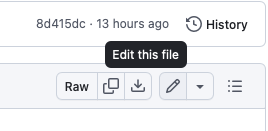 8d415dc · 13 hours ago History
Edit this file
Raw